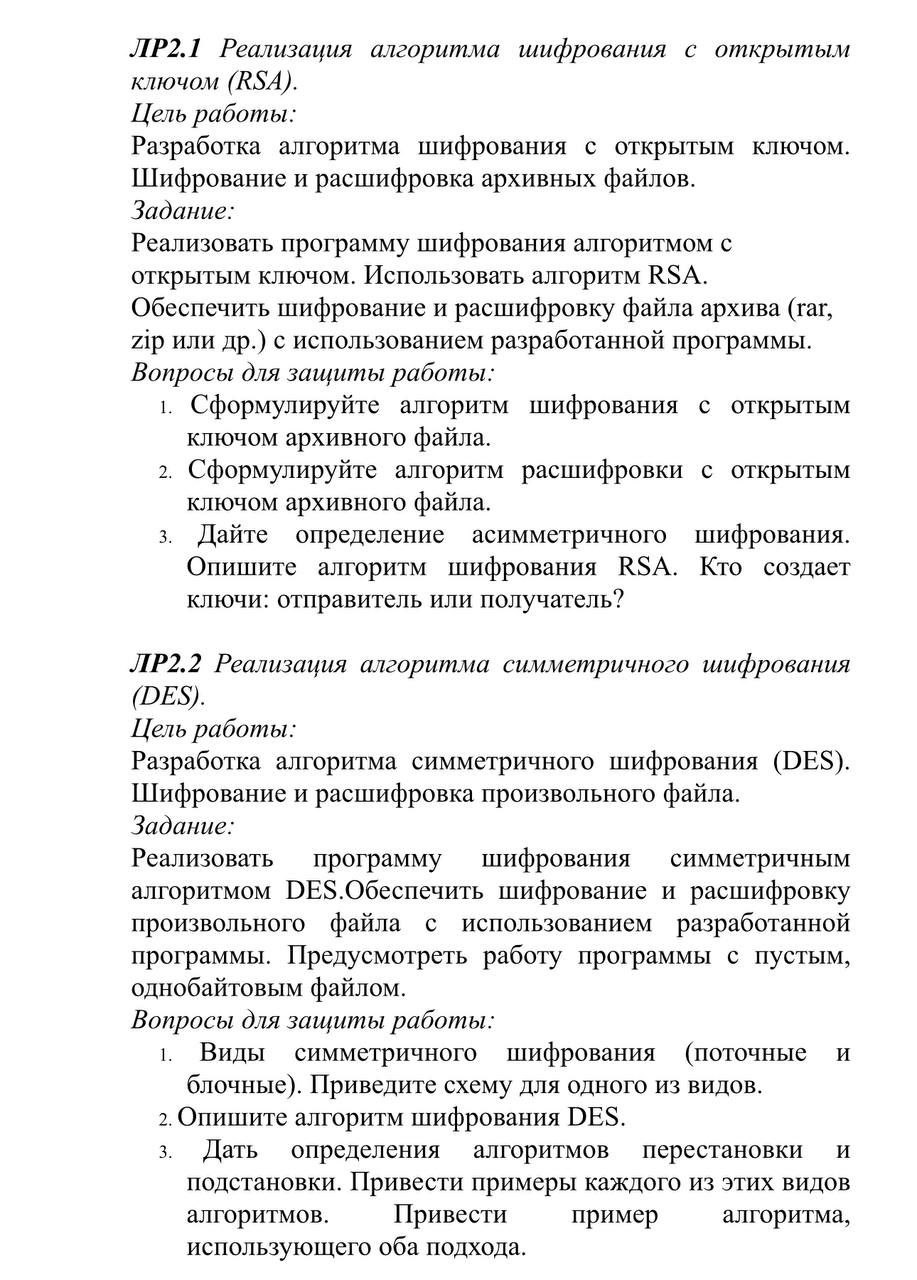 ЛР2.1 Реализация алгоритма шифрования с открытым
ключом (RSA).
Цель работы:
Разработка алгоритма шифрования с открытым ключом.
Шифрование и расшифровка архивных файлов.
Задание:
Реализовать программу шифрования алгоритмом с
открытым ключом. Использовать алгоритм RSA.
Обеспечить шифрование и расшифровку файла архива (rar,
zip или др.) с использованием разработанной программы.
Вопросы для защиты работы:
1. Сформулируйте алгоритм шифрования с открытым
ключом архивного файла.
2. Сформулируйте алгоритм расшифровки с открытым
ключом архивного файла.
3. Дайте определение асимметричного шифрования.
Опишите алгоритм шифрования RSA. Кто создает
ключи: отправитель или получатель?
ЛР2.2 Реализация алгоритма симметричного шифрования
(DES).
Цель работы:
Разработка алгоритма симметричного шифрования (DES).
Шифрование и расшифровка произвольного файла.
Задание:
Реализовать программу шифрования симметричным
алгоритмом DES.Обеспечить шифрование и расшифровку
произвольного файла с использованием разработанной
программы. Предусмотреть работу программы с пустым,
однобайтовым файлом.
Вопросы для защиты работы:
1. Виды симметричного шифрования (поточные и
блочные). Приведите схему для одного из видов.
2. Опишите алгоритм шифрования DES.
3. Дать определения алгоритмов перестановки и
подстановки. Привести примеры каждого из этих видов
алгоритмов. Привести пример алгоритма,
использующего оба подхода.